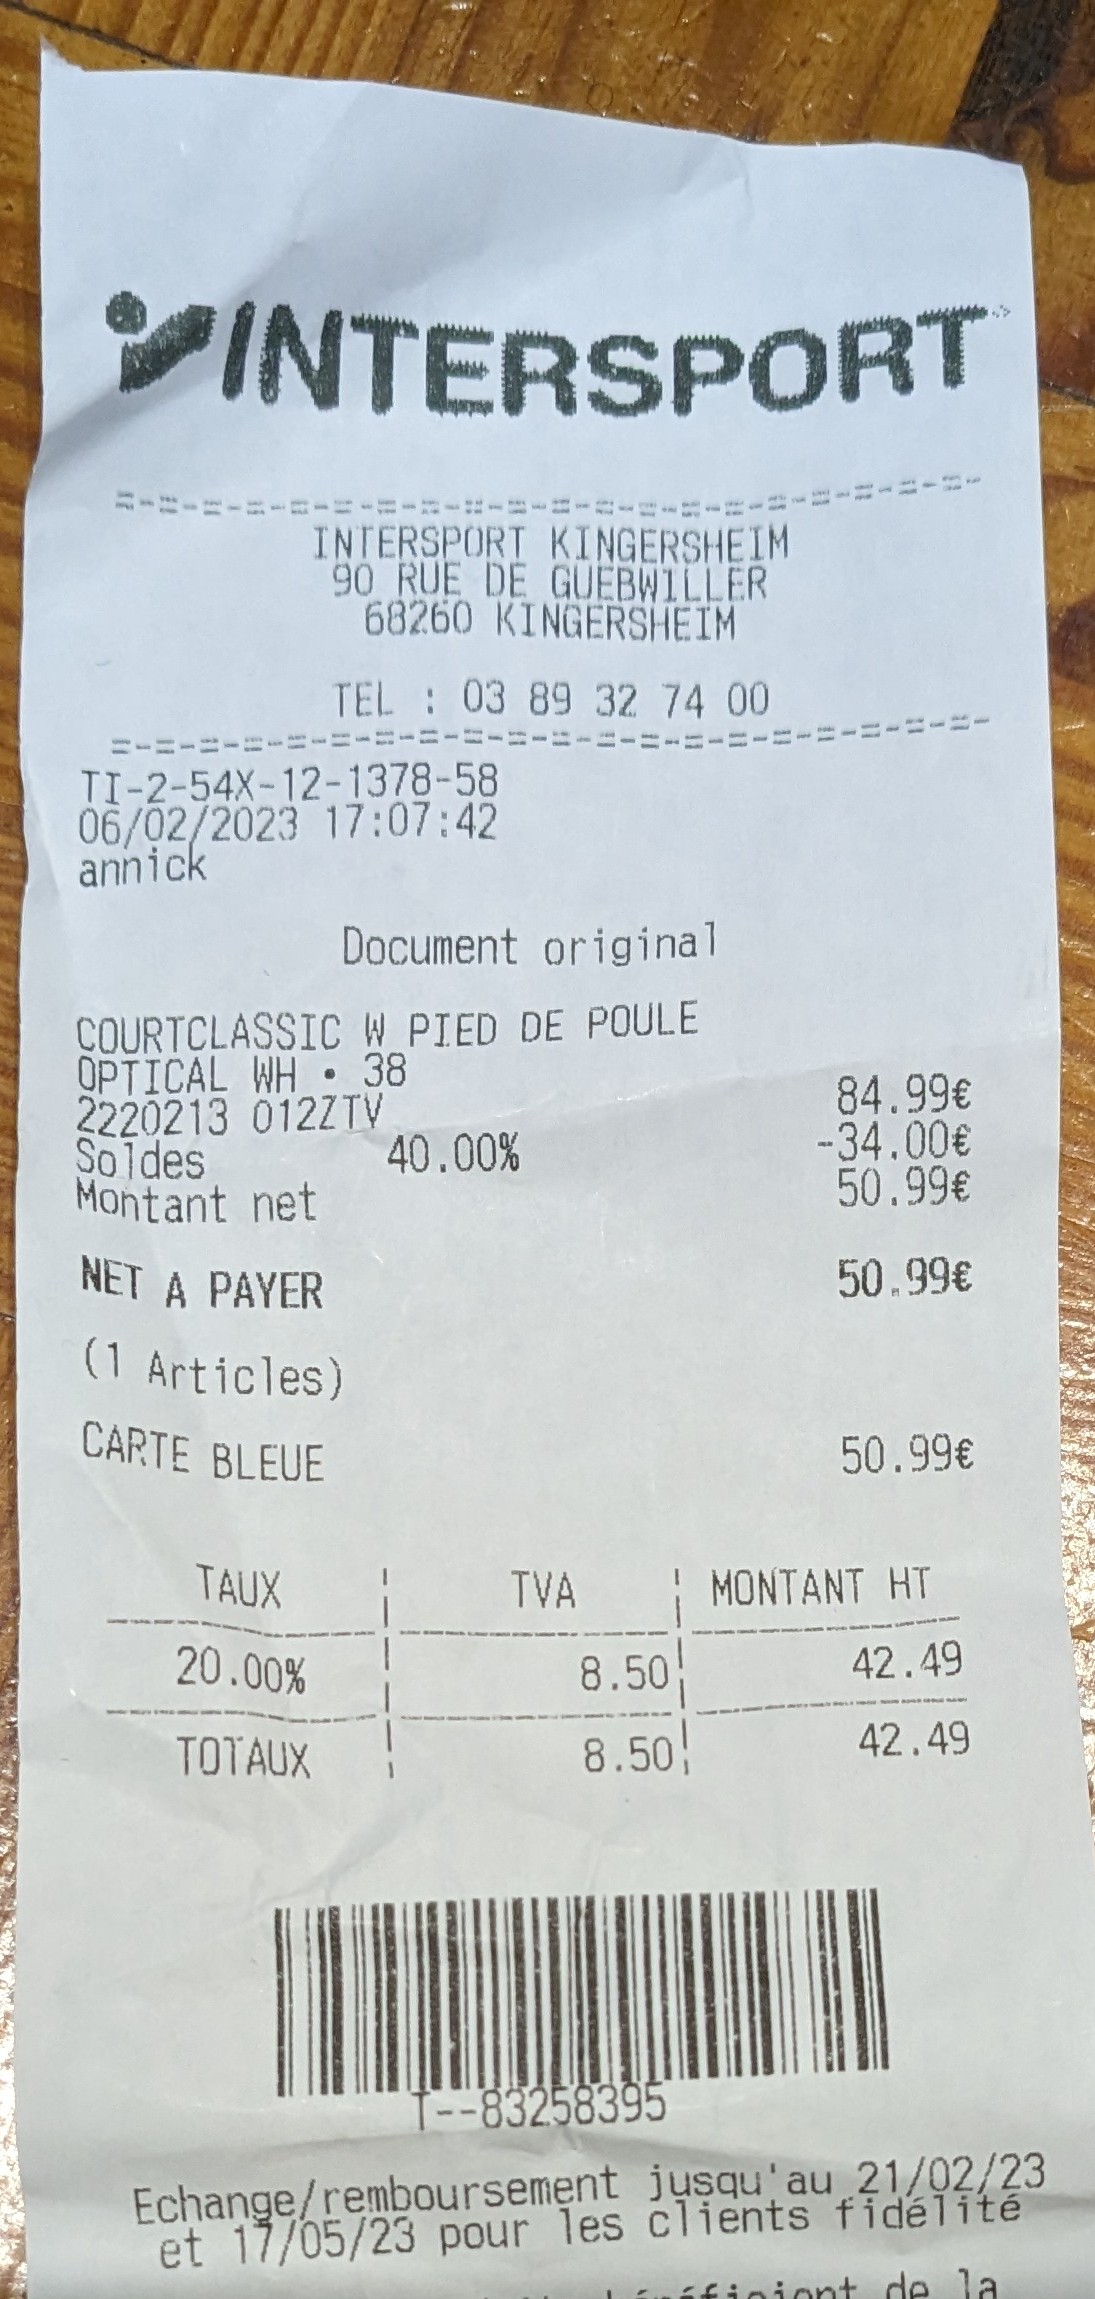 INTERSPORT
=-=-=-=-=-=-=-=-=-=-=-=-=-=-=-=-=-=-=-=-
INTERSPORT KINGERSHEIM
90 RUE DE GUEBWILLER
68260 KINGERSHEIM
TEL : 03 89 32 74 00
=-=-=-=-=-=-=-=-=-=-=-=-=-=-=-=-=-=-=-=-
TI-2-54X-12-1378-58
06/02/2023 17:07:42
annick
Document original
COURTCLASSIC W PIED DE POULE
OPTICAL WH • 38
2220213 012ZTV 84.99€
Soldes 40.00% -34.00€
Montant net 50.99€
NET A PAYER 50.99€
(1 Articles)
CARTE BLEUE 50.99€
TAUX | TVA | MONTANT HT
20.00% | 8.50 | 42.49
TOTAUX | 8.50 | 42.49
T--83258395
Echange/remboursement jusqu'au 21/02/23
et 17/05/23 pour les clients fidélité
de la